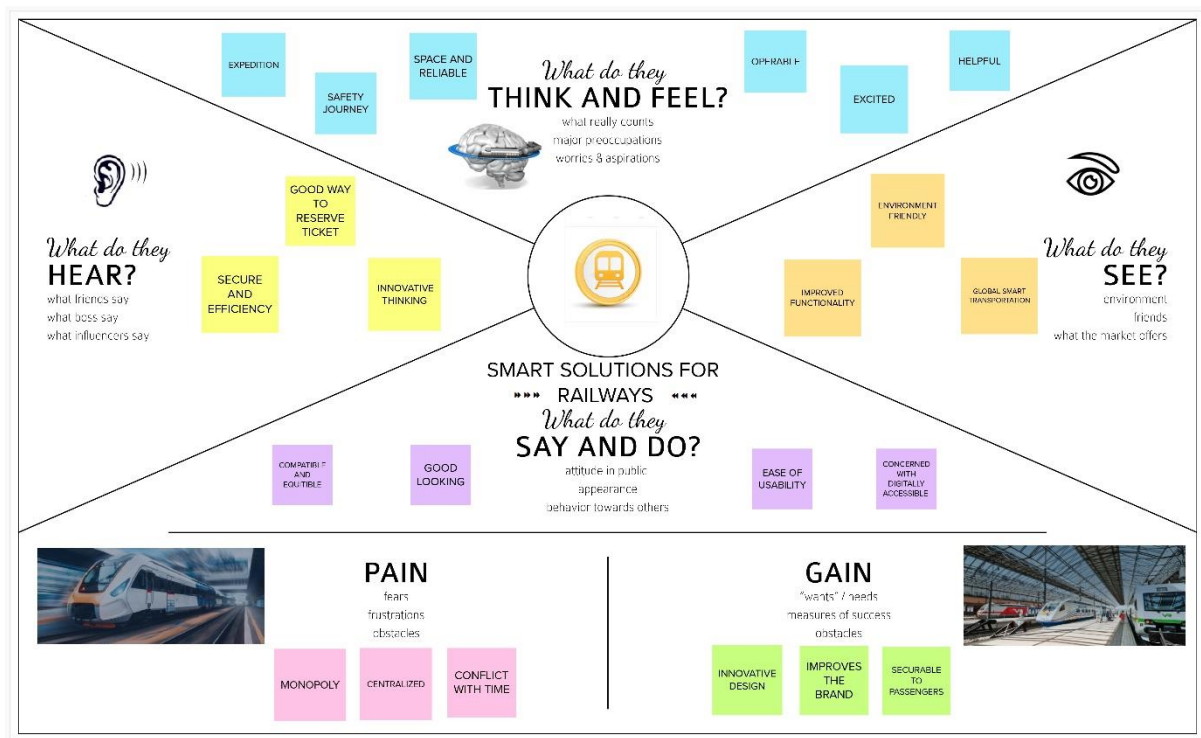 EXPEDITION
SAFETY
JOURNEY
SPACE AND
RELIABLE
What do they
THINK AND FEEL?
what really counts
major preoccupations
worries & aspirations
OPERABLE
EXCITED
HELPFUL
What do they
HEAR?
what friends say
what boss say
what influencers say
GOOD WAY
TO
RESERVE
TICKET
SECURE
AND
EFFICIENCY
INNOVATIVE
THINKING
ENVIRONMENT
FRIENDLY
IMPROVED
FUNCTIONALITY
GLOBAL SMART
TRANSPORTATION
What do they
SEE?
environment
friends
what the market offers
SMART SOLUTIONS FOR
RAILWAYS
What do they
SAY AND DO?
attitude in public
appearance
behavior towards others
COMPATIBLE
AND
EQUITIBLE
GOOD
LOOKING
EASE OF
USABILITY
CONCERNED
WITH
DIGITALLY
ACCESSIBLE
PAIN
fears
frustrations
obstacles
MONOPOLY
CENTRALIZED
CONFLICT
WITH TIME
GAIN
"wants" / needs
measures of success
obstacles
INNOVATIVE
DESIGN
IMPROVES
THE
BRAND
SECURABLE
TO
PASSENGERS